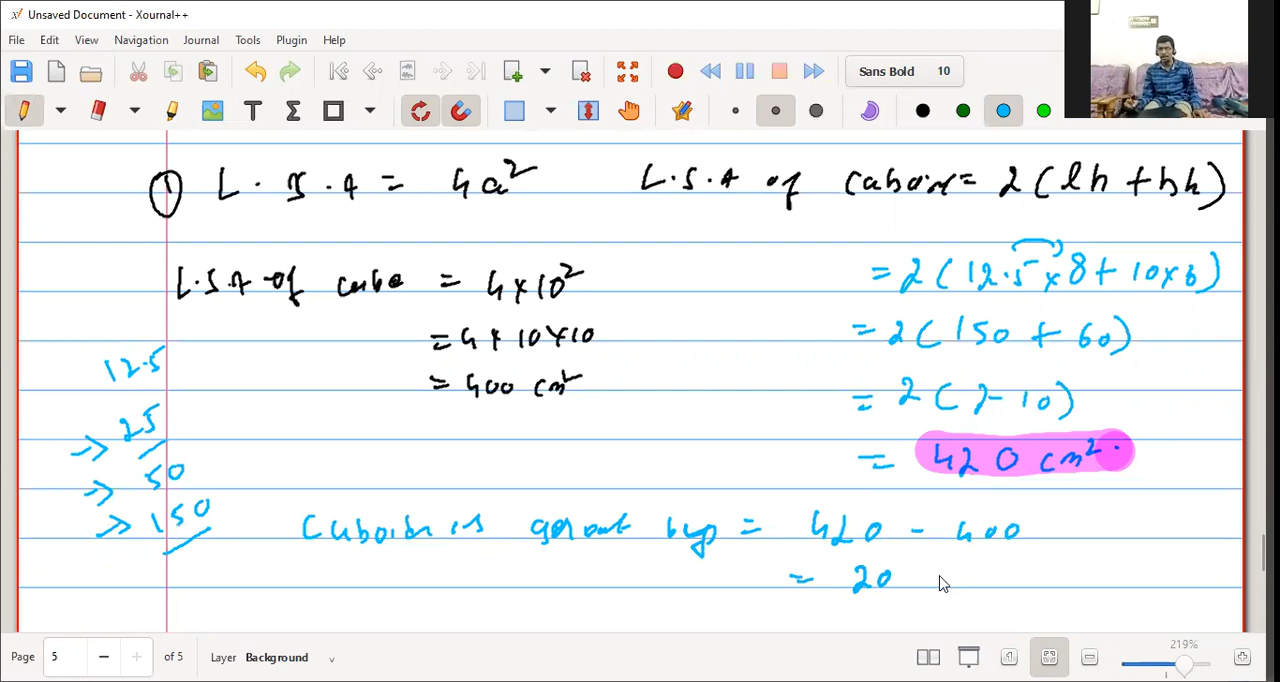 Unsaved Document - Xournal++
File Edit View Navigation Journal Tools Plugin Help
Sans Bold 10
① L.S.A = 4a²
L.S.A of cuboid = 2(lh + bh)
L.S.A of cube = 4×10²
= 4 × 10×10
= 400 cm²
= 2(12.5×8 + 10×6)
= 2(150 + 60)
= 2(210)
= 420 cm².
12.5
25
50
150
Cuboid is by = 420 - 400
= 20
Page 5 of 5 Layer Background 219%